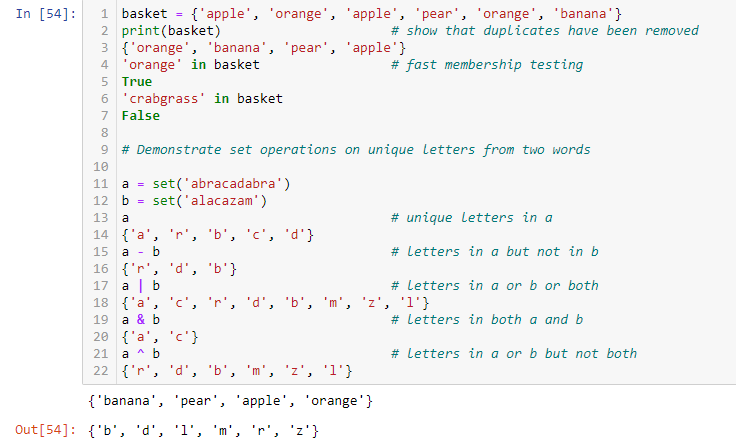 In [54]: 1 basket = {'apple', 'orange', 'apple', 'pear', 'orange', 'banana'}
2 print(basket) # show that duplicates have been removed
3 {'orange', 'banana', 'pear', 'apple'}
4 'orange' in basket # fast membership testing
5 True
6 'crabgrass' in basket
7 False
8
9 # Demonstrate set operations on unique letters from two words
10
11 a = set('abracadabra')
12 b = set('alacazam')
13 a # unique letters in a
14 {'a', 'r', 'b', 'c', 'd'}
15 a - b # letters in a but not in b
16 {'r', 'd', 'b'}
17 a | b # letters in a or b or both
18 {'a', 'c', 'r', 'd', 'b', 'm', 'z', 'l'}
19 a & b # letters in both a and b
20 {'a', 'c'}
21 a ^ b # letters in a or b but not both
22 {'r', 'd', 'b', 'm', 'z', 'l'}
{'banana', 'pear', 'apple', 'orange'}
Out[54]: {'b', 'd', 'l', 'm', 'r', 'z'}